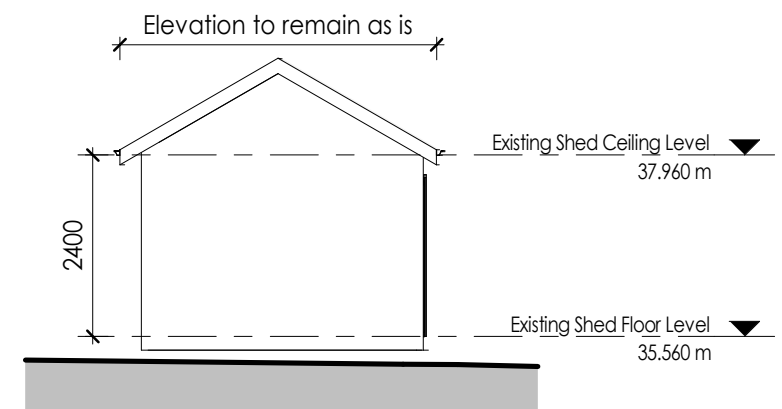 Elevation to remain as is
Existing Shed Ceiling Level
37.960 m
2400
Existing Shed Floor Level
35.560 m